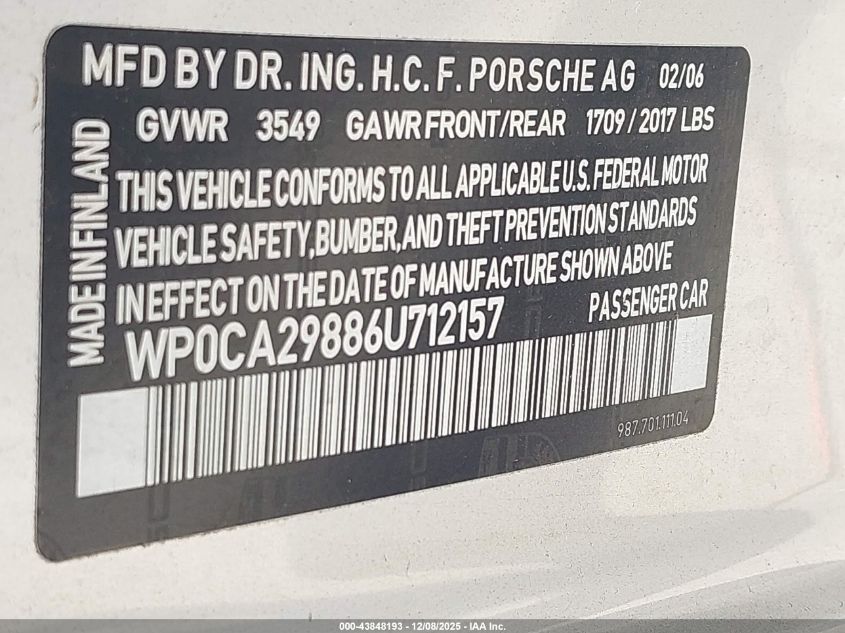 MFD BY DR. ING. H.C. F. PORSCHE AG 02/06
GVWR 3549 GAWR FRONT/REAR 1709 / 2017 LBS
MADE IN FINLAND
THIS VEHICLE CONFORMS TO ALL APPLICABLE U.S. FEDERAL MOTOR
VEHICLE SAFETY, BUMBER, AND THEFT PREVENTION STANDARDS
IN EFFECT ON THE DATE OF MANUFACTURE SHOWN ABOVE
PASSENGER CAR
WP0CA29886U712157
987.701.111.04
000-43848193 - 12/08/2025 - IAA Inc.